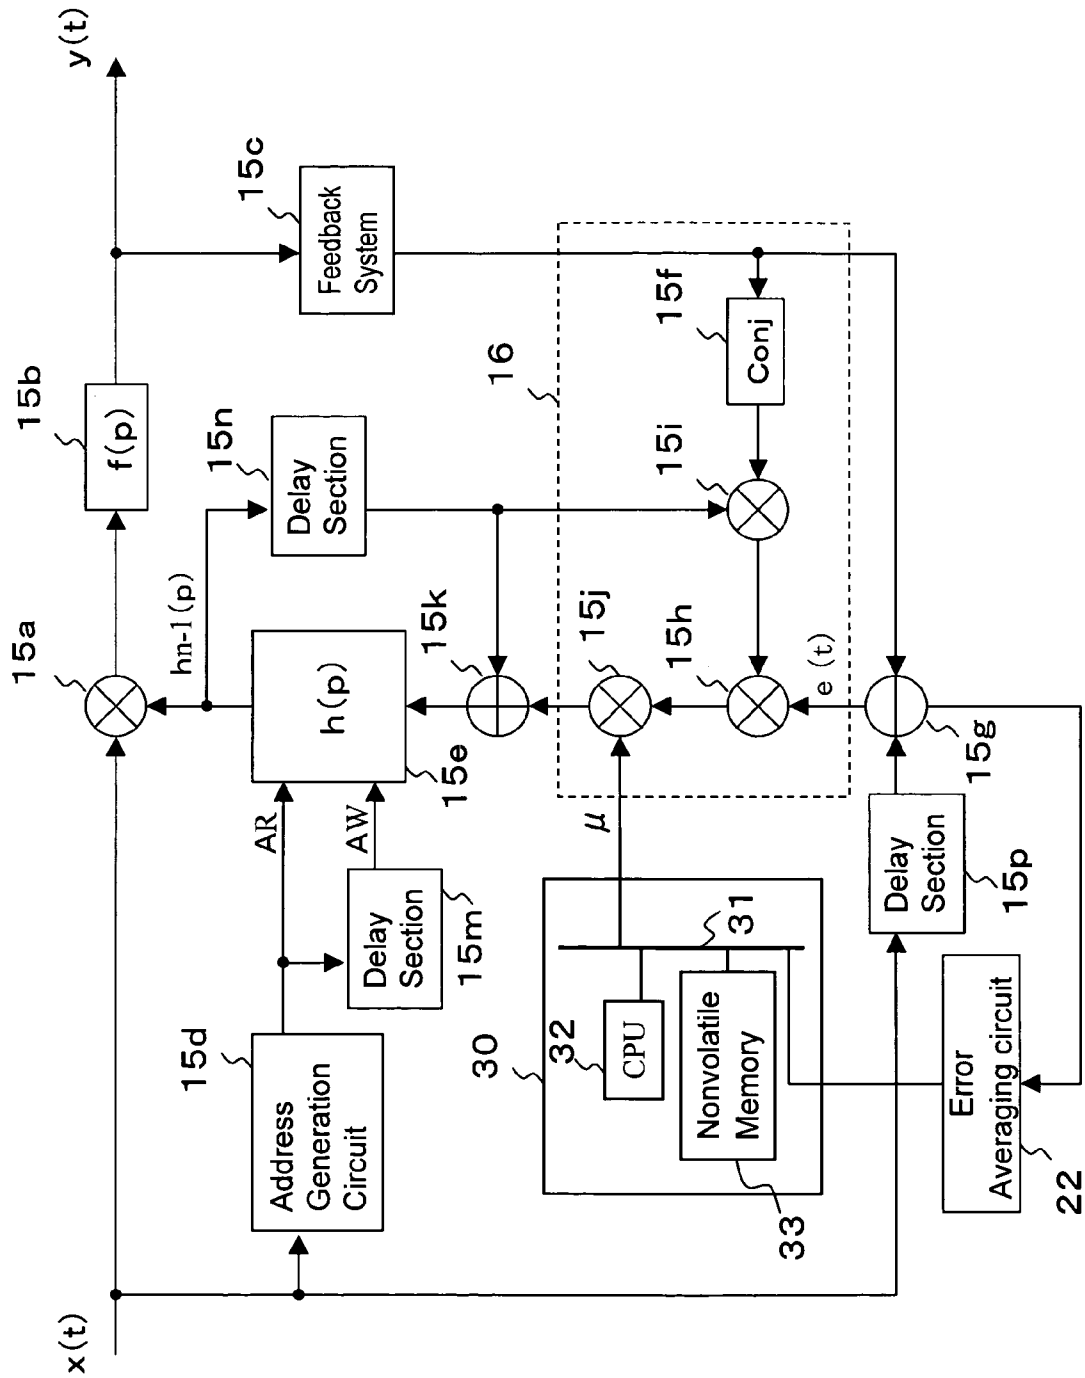 x(t)
y(t)
15a
15b
f(p)
hn-1(p)
15n
Delay
Section
15c
Feedback
System
15d
Address
Generation
Circuit
AR
AW
Delay
Section
15m
h(p)
15e
15k
16
15j
15h
15i
15f
Conj
μ
e(t)
15g
30
31
32
CPU
Nonvolatile
Memory
33
Delay
Section
15p
Error
Averaging circuit
22